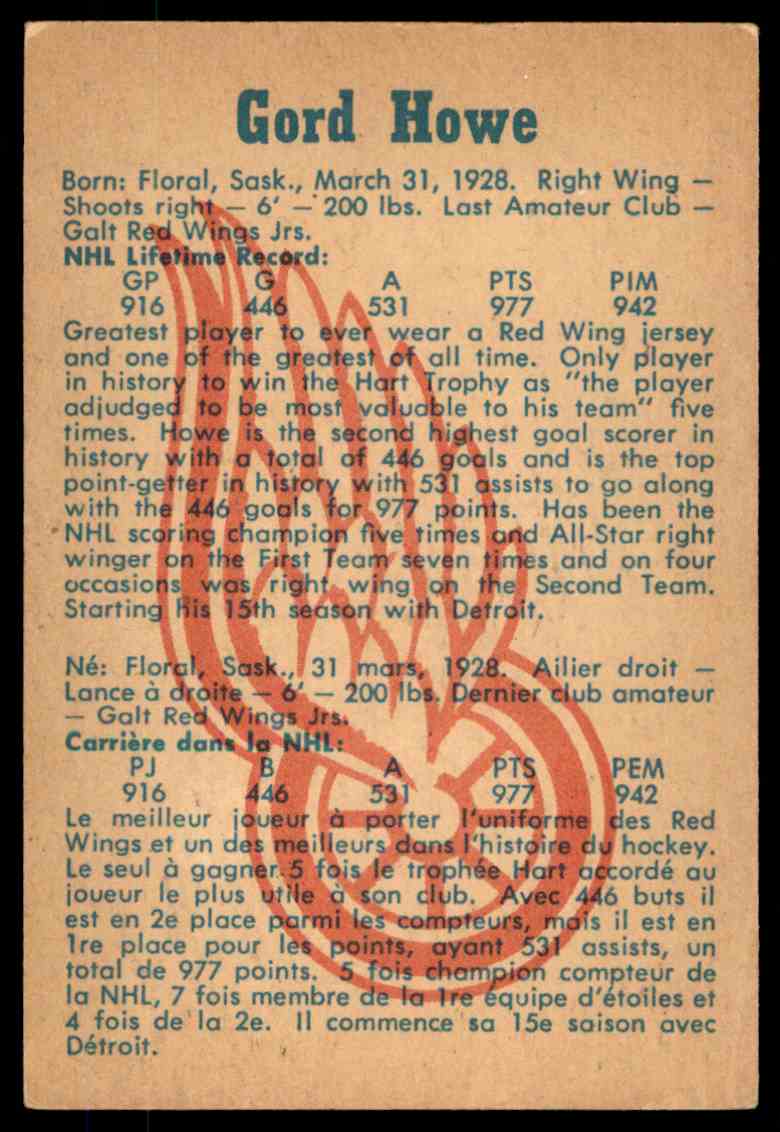 Gord Howe
Born: Floral, Sask., March 31, 1928. Right Wing —
Shoots right — 6' — 200 lbs. Last Amateur Club —
Galt Red Wings Jrs.
NHL Lifetime Record:
GP G A PTS PIM
916 446 531 977 942
Greatest player to ever wear a Red Wing jersey
and one of the greatest of all time. Only player
in history to win the Hart Trophy as "the player
adjudged to be most valuable to his team" five
times. Howe is the second highest goal scorer in
history with a total of 446 goals and is the top
point-getter in history with 531 assists to go along
with the 446 goals for 977 points. Has been the
NHL scoring champion five times and All-Star right
winger on the First Team seven times and on four
occasions was right wing on the Second Team.
Starting his 15th season with Detroit.
Né: Floral, Sask., 31 mars, 1928. Ailier droit —
Lance à droite — 6' — 200 lbs. Dernier club amateur
— Galt Red Wings Jrs.
Carrière dans la NHL:
PJ B A PTS PEM
916 446 531 977 942
Le meilleur joueur à porter l'uniforme des Red
Wings et un des meilleurs dans l'histoire du hockey.
Le seul à gagner 5 fois le trophée Hart accordé au
joueur le plus utile à son club. Avec 446 buts il
est en 2e place parmi les compteurs, mais il est en
1re place pour les points, ayant 531 assists, un
total de 977 points. 5 fois champion compteur de
la NHL, 7 fois membre de la 1re équipe d'étoiles et
4 fois de la 2e. Il commence sa 15e saison avec
Détroit.